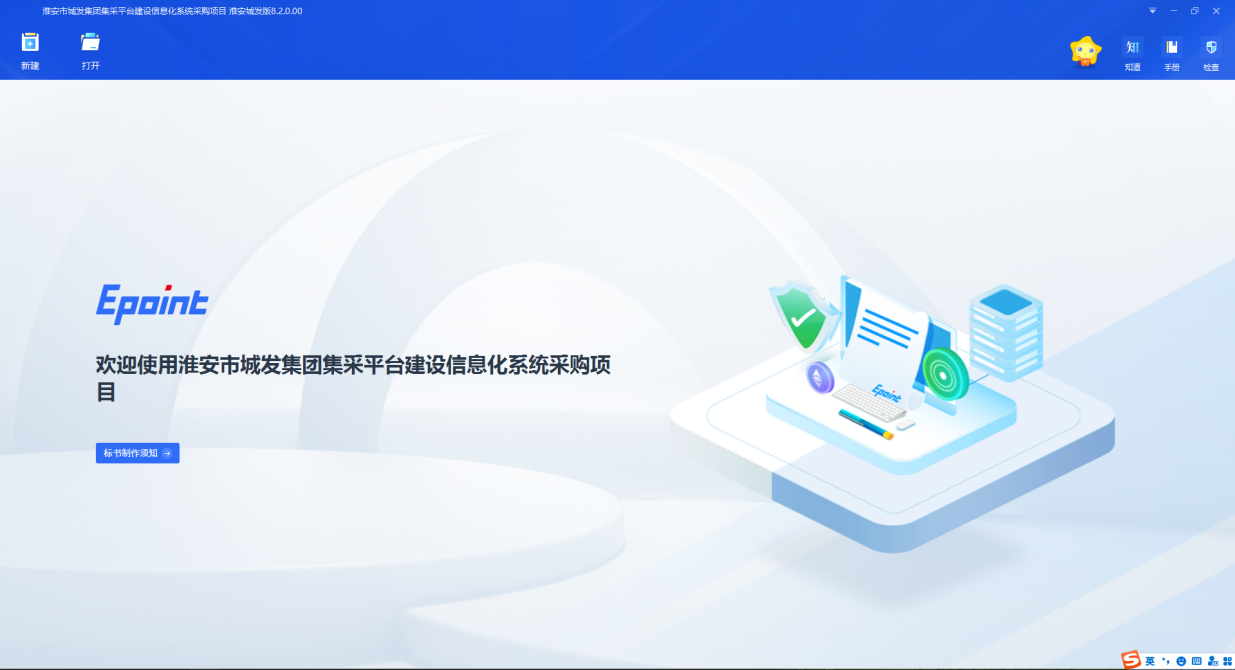 淮安市城发集团集采平台建设信息化系统采购项目 淮安城发版8.2.0.00
新建
打开
知
知道
手册
检查
Epoint
欢迎使用淮安市城发集团集采平台建设信息化系统采购项
目
标书制作须知
Epoint
S 英